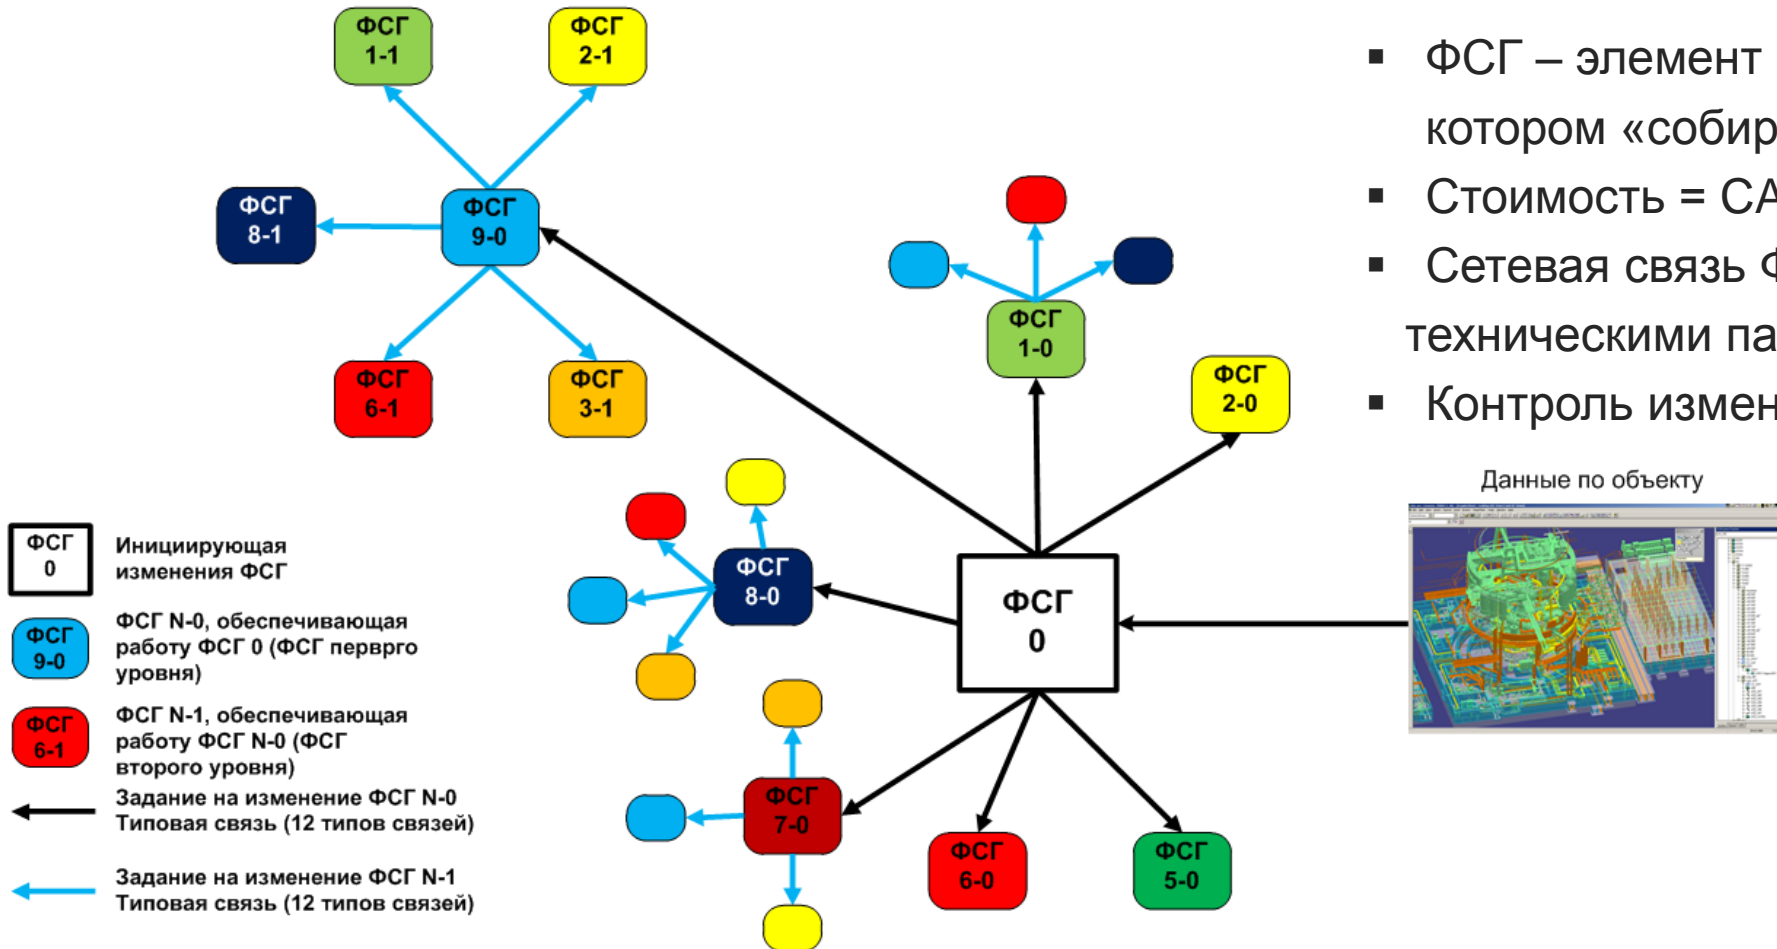 ФСГ
1-1
ФСГ
2-1
ФСГ
8-1
ФСГ
9-0
ФСГ
6-1
ФСГ
3-1
ФСГ
1-0
ФСГ
2-0
ФСГ
8-0
ФСГ
0
ФСГ
7-0
ФСГ
6-0
ФСГ
5-0
▪ ФСГ – элемент
котором «собир
▪ Стоимость = СА
▪ Сетевая связь Ф
техническими па
▪ Контроль измен
Данные по объекту
ФСГ
0
Инициирующая
изменения ФСГ
ФСГ
9-0
ФСГ N-0, обеспечивающая
работу ФСГ 0 (ФСГ перврго
уровня)
ФСГ
6-1
ФСГ N-1, обеспечивающая
работу ФСГ N-0 (ФСГ
второго уровня)
Задание на изменение ФСГ N-0
Типовая связь (12 типов связей)
Задание на изменение ФСГ N-1
Типовая связь (12 типов связей)